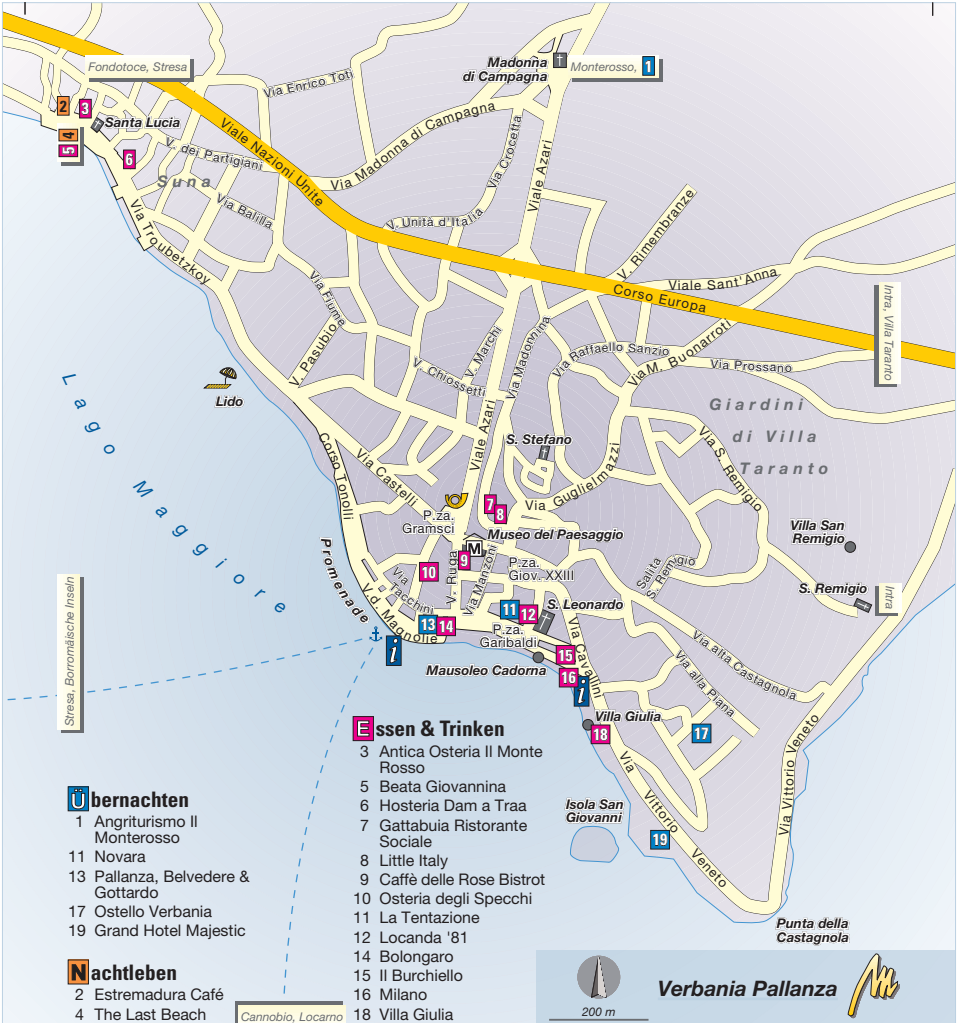 Fondotoce, Stresa
Madonna
di Campagna
Monterosso, 1
Via Enrico Toti
2
3
Santa Lucia
4
5
6
Viale Nazioni Unite
Via Madonna di Campagna
Via Crocetta
Viale Azari
V. dei Partigiani
Suna
Via Balilla
V. Unità d'Italia
V. Rimembranze
Via Troubetzkoy
Viale Sant'Anna
Corso Europa
Intra, Villa Taranto
Via Fiume
V. Pasubio
V. Marchi
Via Madonnina
V. Chiossetti
Via Raffaello Sanzio
Via M. Buonarroti
Via Prossano
Lido
Lago Maggiore
Giardini
di Villa
Taranto
Viale Azari
S. Stefano
Via S. Remigio
Corso Tonolli
Via Castelli
Via Guglielmazzi
7
8
P.za.
Gramsci
Museo del Paesaggio
M
Villa San
Remigio
Promenade
9
10
V. Ruga
Via Manzoni
P.za.
Giov. XXIII
Salita
S. Remigio
S. Remigio
Intra
Via
Tacchini
V.d. Magnolie
11
12
S. Leonardo
13
14
P.za.
Garibaldi
Via Cavallini
Via alta Castagnola
Via alla Piana
i
Mausoleo Cadorna
15
16
i
Stresa, Borromäische Inseln
Villa Giulia
18
17
Via Vittorio Veneto
Via Vittorio Veneto
Isola San
Giovanni
19
Punta della
Castagnola
Übernachten
1 Angriturismo Il
Monterosso
11 Novara
13 Pallanza, Belvedere &
Gottardo
17 Ostello Verbania
19 Grand Hotel Majestic
Nachtleben
2 Estremadura Café
4 The Last Beach
Cannobio, Locarno
Essen & Trinken
3 Antica Osteria Il Monte
Rosso
5 Beata Giovannina
6 Hosteria Dam a Traa
7 Gattabuia Ristorante
Sociale
8 Little Italy
9 Caffè delle Rose Bistrot
10 Osteria degli Specchi
11 La Tentazione
12 Locanda '81
14 Bolongaro
15 Il Burchiello
16 Milano
18 Villa Giulia
200 m
Verbania Pallanza